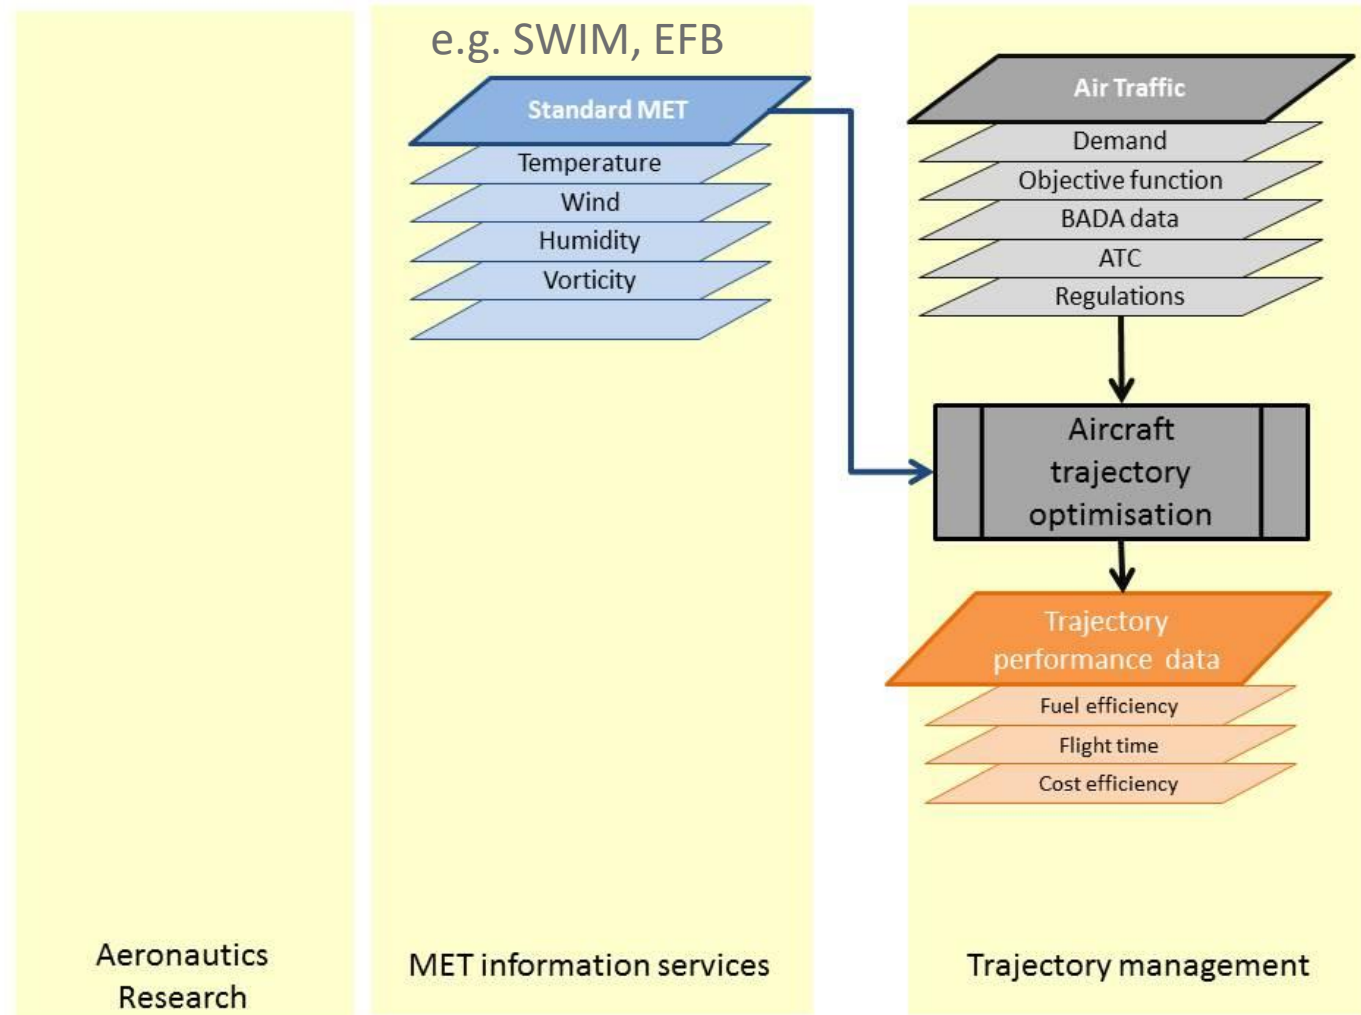 e.g. SWIM, EFB
Standard MET
Temperature
Wind
Humidity
Vorticity
Air Traffic
Demand
Objective function
BADA data
ATC
Regulations
Aircraft
trajectory
optimisation
Trajectory
performance data
Fuel efficiency
Flight time
Cost efficiency
Aeronautics
Research
MET information services
Trajectory management